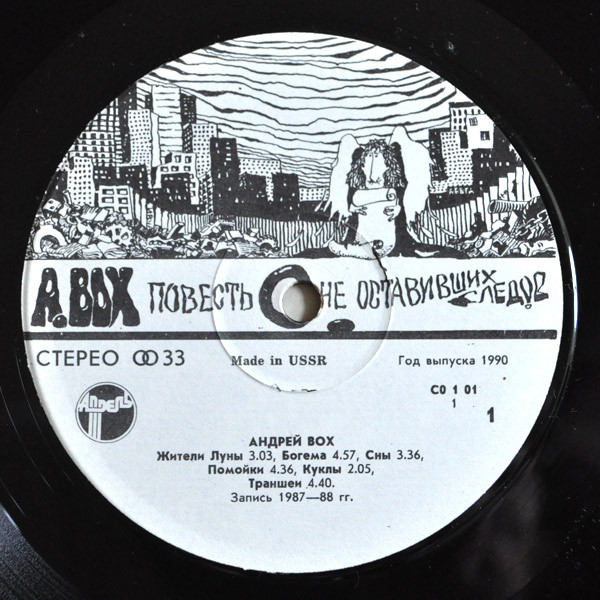 А.ВОХ ПОВЕСТЬ О НЕ ОСТАВИВШИХ СЛЕДОВ
СТЕРЕО 33 Made in USSR Год выпуска 1990
С0 1 01
1
1
Апрель
АНДРЕЙ ВОХ
Жители Луны 3.03, Богема 4.57, Сны 3.36,
Помойки 4.36, Куклы 2.05,
Траншеи 4.40.
Запись 1987—88 гг.